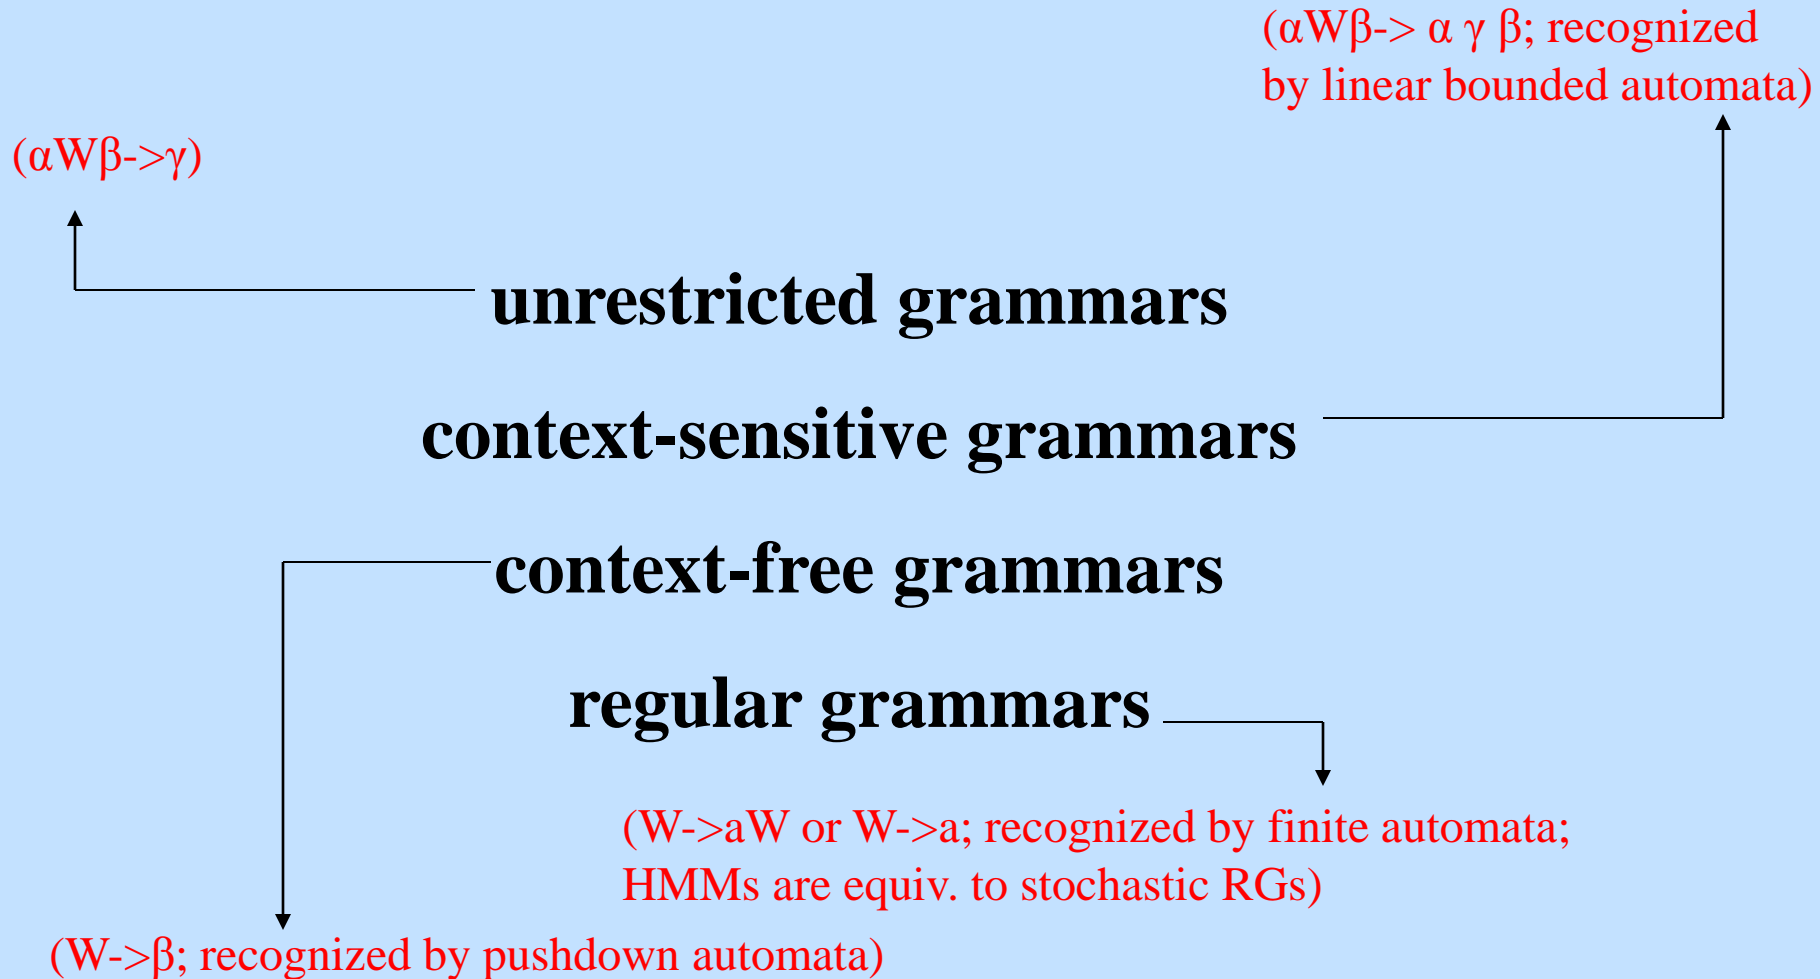 (αWβ-> α γ β; recognized
by linear bounded automata)
(αWβ->γ)
unrestricted grammars
context-sensitive grammars
context-free grammars
regular grammars
(W->aW or W->a; recognized by finite automata;
HMMs are equiv. to stochastic RGs)
(W->β; recognized by pushdown automata)